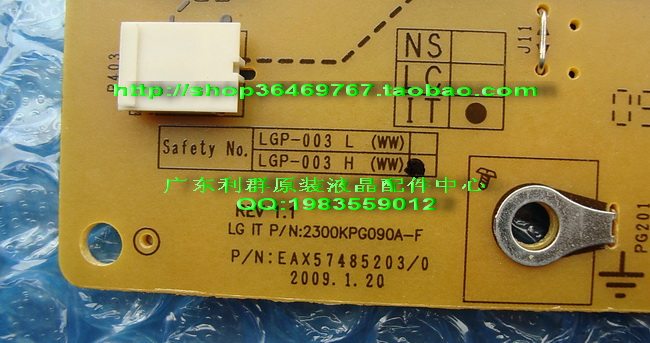 NS
J11
P403
LC
http://shop36469767.taobao.com
IT
Safety No.
LGP-003 L (WW)
LGP-003 H (WW)
广东利群原装液晶配件中心
QQ:1983559012
REV 1.1
LG IT P/N:2300KPG090A-F
PG201
P/N:EAX57485203/0
2009.1.20